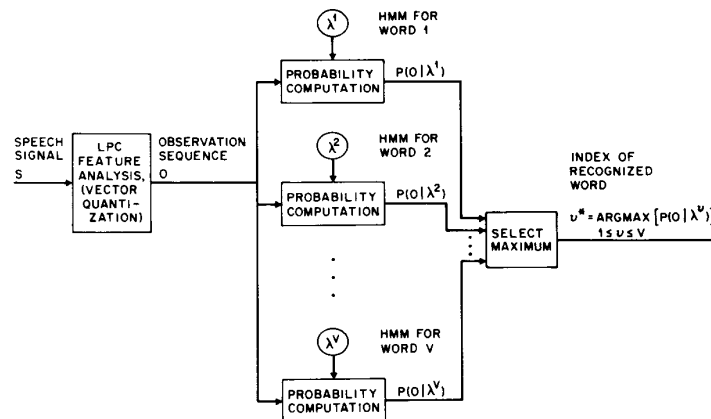 λ¹
HMM FOR
WORD 1
PROBABILITY
COMPUTATION
P(O|λ¹)
SPEECH
SIGNAL
S
LPC
FEATURE
ANALYSIS,
(VECTOR
QUANTI-
ZATION)
OBSERVATION
SEQUENCE
O
λ²
HMM FOR
WORD 2
PROBABILITY
COMPUTATION
P(O|λ²)
SELECT
MAXIMUM
INDEX OF
RECOGNIZED
WORD
υ* = ARGMAX [P(O|λᵛ)]
1 ≤ υ ≤ V
λⱽ
HMM FOR
WORD V
PROBABILITY
COMPUTATION
P(O|λⱽ)